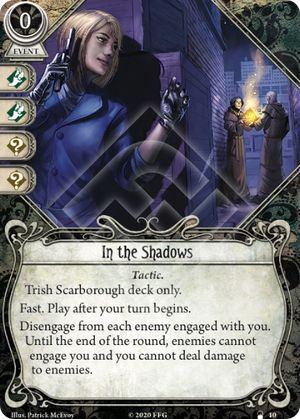 0
EVENT
?
?
In the Shadows
Tactic.
Trish Scarborough deck only.
Fast. Play after your turn begins.
Disengage from each enemy engaged with you.
Until the end of the round, enemies cannot
engage you and you cannot deal damage
to enemies.
Illus. Patrick McEvoy
© 2020 FFG
10